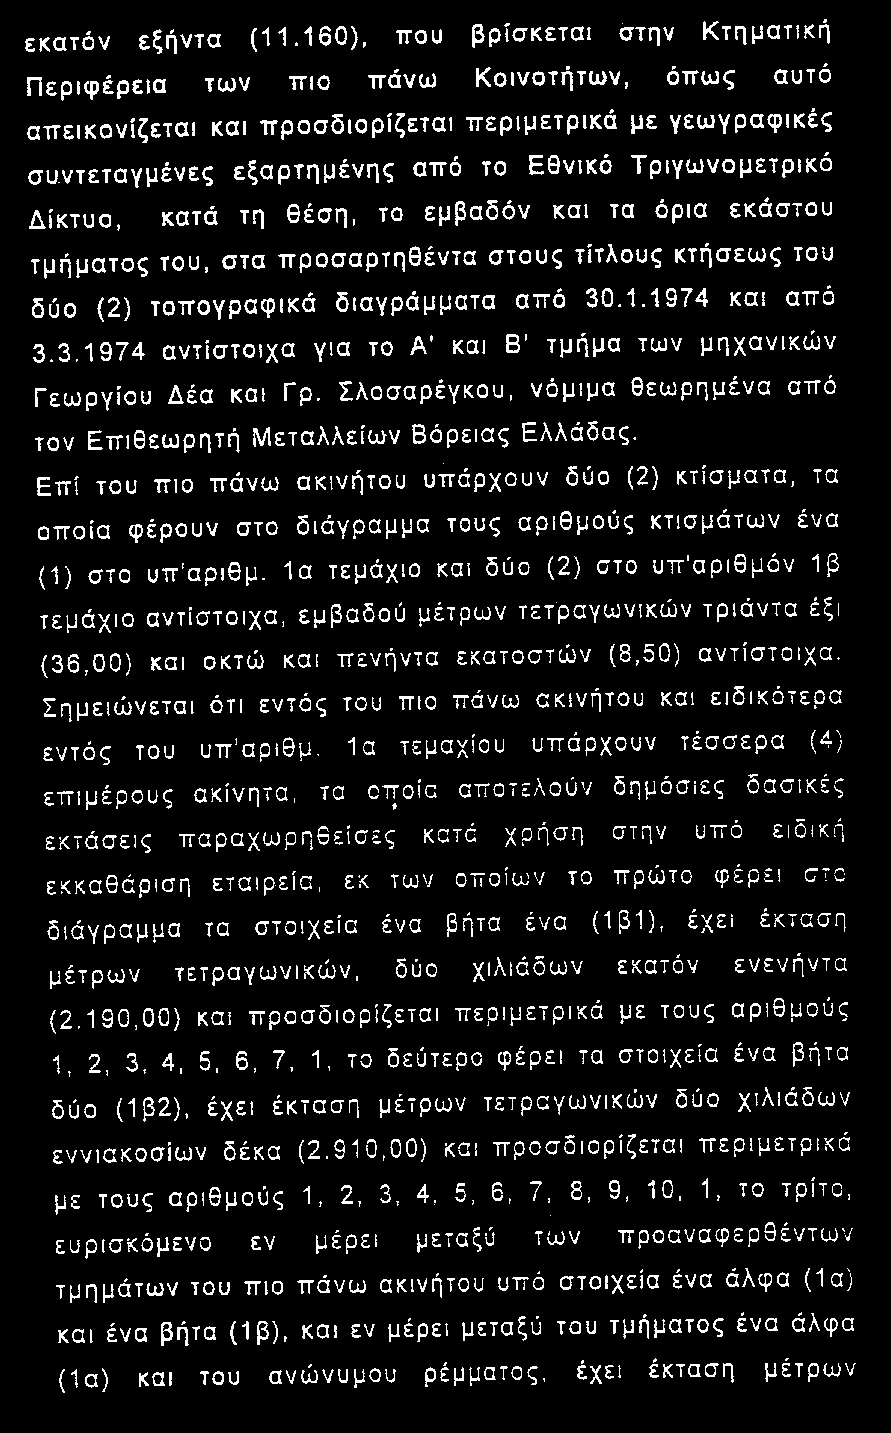 εκατόν εξήντα (11.160), που βρίσκεται στην Κτηματική
Περιφέρεια των πιο πάνω Κοινοτήτων, όπως αυτό
απεικονίζεται και προσδιορίζεται περιμετρικά με γεωγραφικές
συντεταγμένες εξαρτημένης από το Εθνικό Τριγωνομετρικό
Δίκτυο, κατά τη θέση, το εμβαδόν και τα όρια εκάστου
τμήματος του, στα προσαρτηθέντα στους τίτλους κτήσεως του
δύο (2) τοπογραφικά διαγράμματα από 30.1.1974 και από
3.3.1974 αντίστοιχα για το Α' και Β' τμήμα των μηχανικών
Γεωργίου Δέα και Γρ. Σλοσαρέγκου, νόμιμα θεωρημένα από
τον Επιθεωρητή Μεταλλείων Βόρειας Ελλάδας.
Επί του πιο πάνω ακινήτου υπάρχουν δύο (2) κτίσματα, τα
οποία φέρουν στο διάγραμμα τους αριθμούς κτισμάτων ένα
(1) στο υπ'αριθμ. 1α τεμάχιο και δύο (2) στο υπ'αριθμόν 1β
τεμάχιο αντίστοιχα, εμβαδού μέτρων τετραγωνικών τριάντα έξι
(36,00) και οκτώ και πενήντα εκατοστών (8,50) αντίστοιχα.
Σημειώνεται ότι εντός του πιο πάνω ακινήτου και ειδικότερα
εντός του υπ'αριθμ. 1α τεμαχίου υπάρχουν τέσσερα (4)
επιμέρους ακίνητα, τα οποία αποτελούν δημόσιες δασικές
εκτάσεις παραχωρηθείσες κατά χρήση στην υπό ειδική
εκκαθάριση εταιρεία, εκ των οποίων το πρώτο φέρει στο
διάγραμμα τα στοιχεία ένα βήτα ένα (1β1), έχει έκταση
μέτρων τετραγωνικών, δύο χιλιάδων εκατόν ενενήντα
(2.190,00) και προσδιορίζεται περιμετρικά με τους αριθμούς
1, 2, 3, 4, 5, 6, 7, 1, το δεύτερο φέρει τα στοιχεία ένα βήτα
δύο (1β2), έχει έκταση μέτρων τετραγωνικών δύο χιλιάδων
εννιακοσίων δέκα (2.910,00) και προσδιορίζεται περιμετρικά
με τους αριθμούς 1, 2, 3, 4, 5, 6, 7, 8, 9, 10, 1, το τρίτο,
ευρισκόμενο εν μέρει μεταξύ των προαναφερθέντων
τμημάτων του πιο πάνω ακινήτου υπό στοιχεία ένα άλφα (1α)
και ένα βήτα (1β), και εν μέρει μεταξύ του τμήματος ένα άλφα
(1α) και του ανώνυμου ρέμματος, έχει έκταση μέτρων